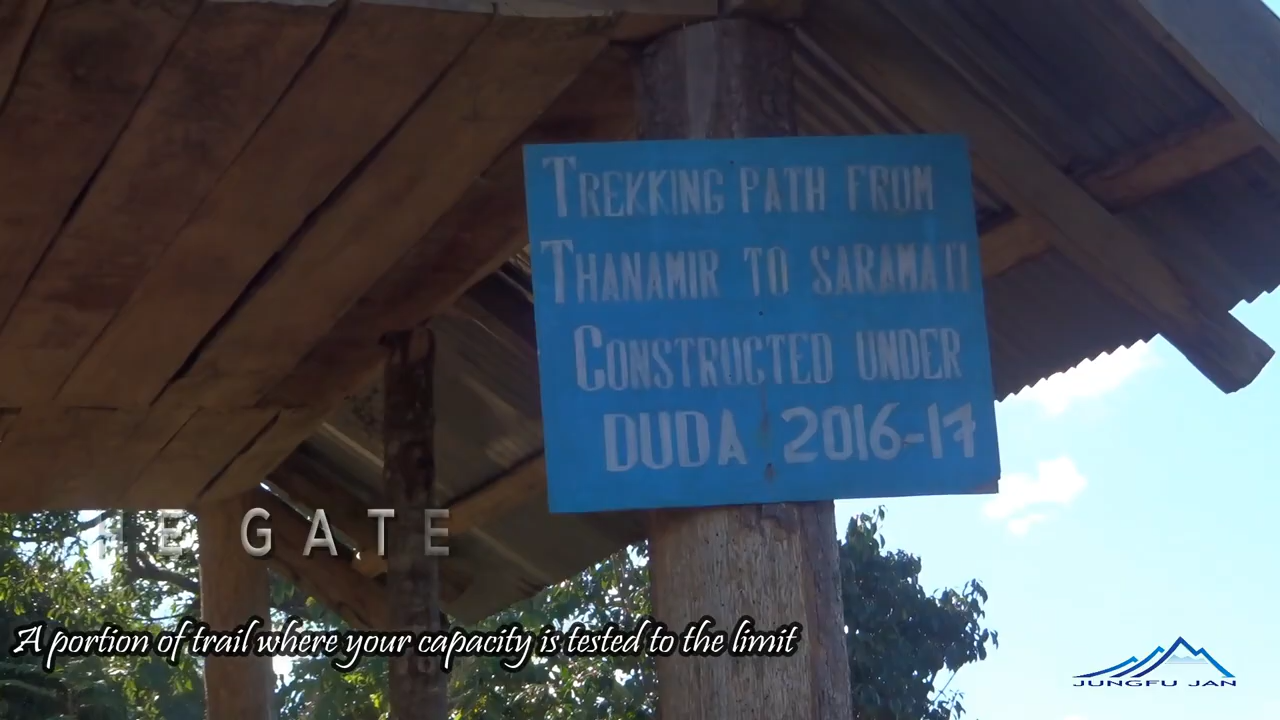 TREKKING PATH FROM
THANAMIR TO SARAMATI
CONSTRUCTED UNDER
DUDA 2016-17
HE GATE
A portion of trail where your capacity is tested to the limit
JUNGFU JAN